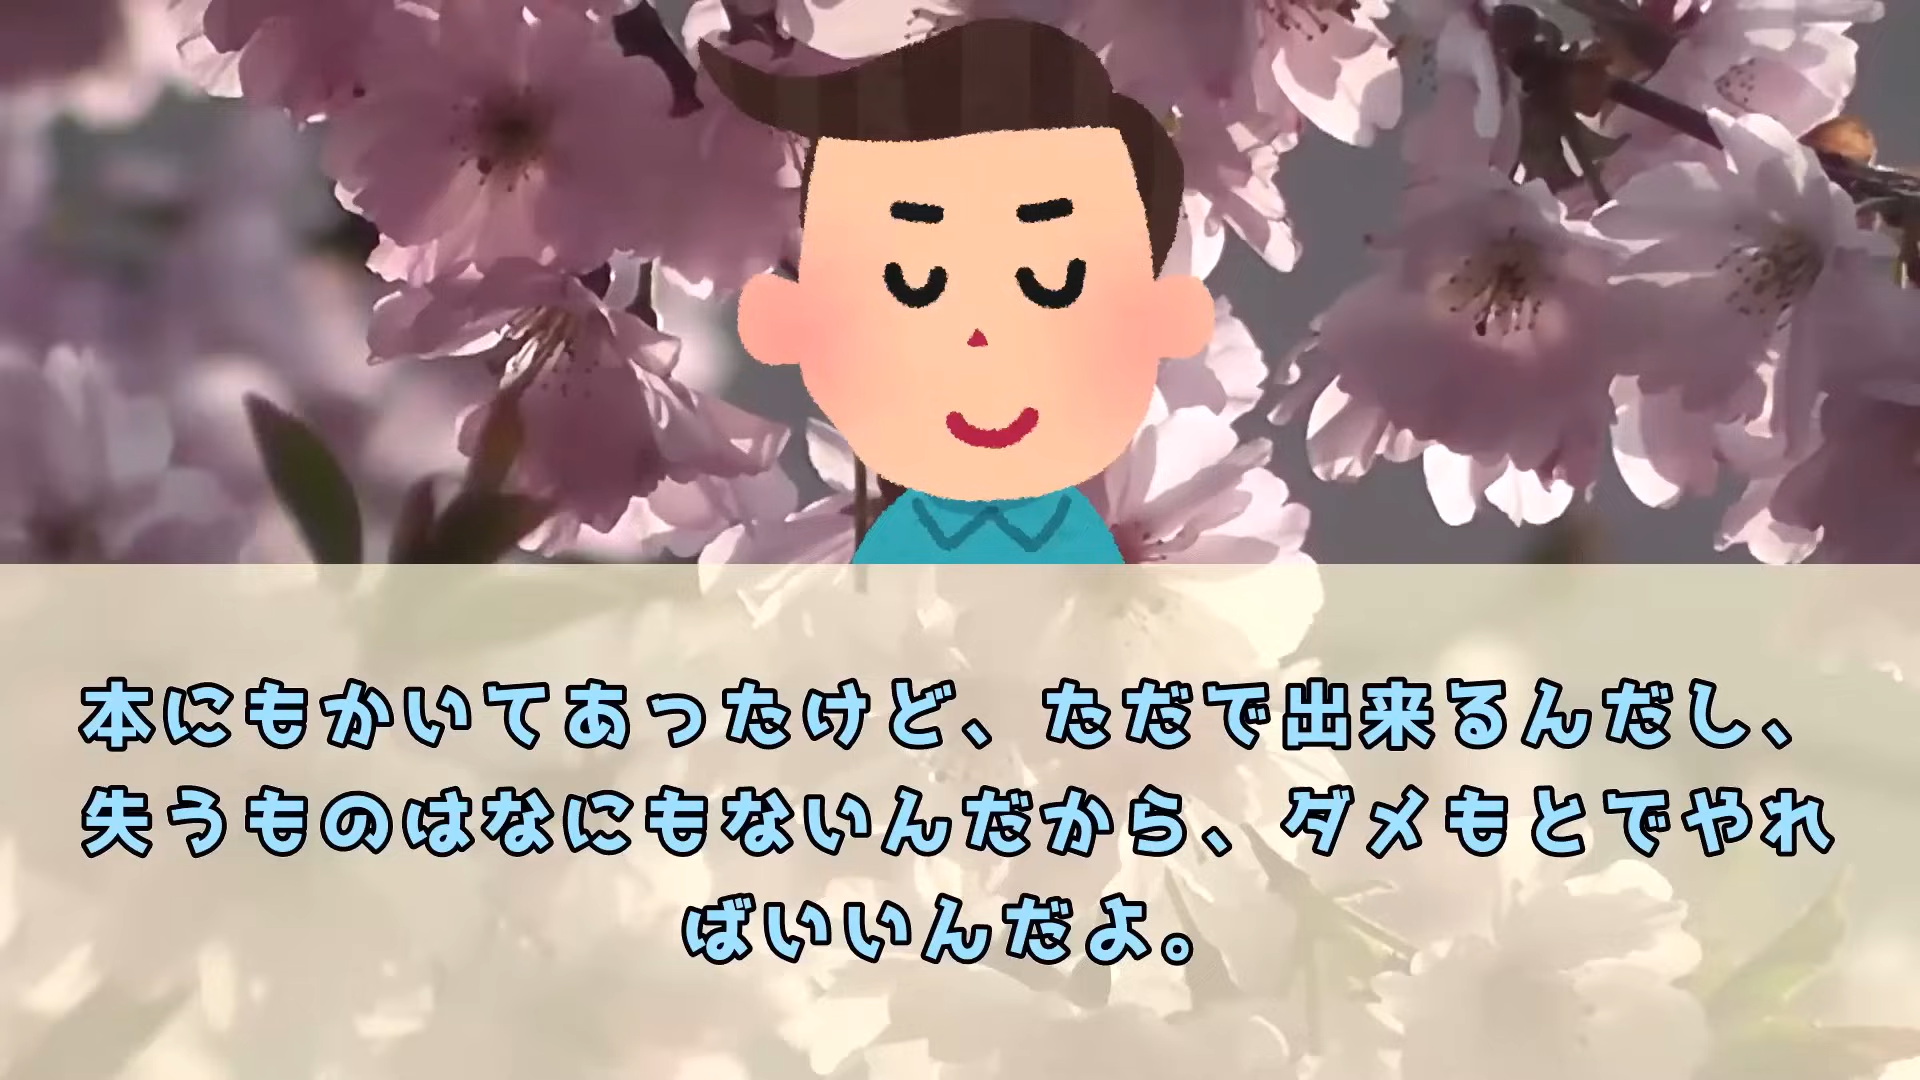 本にもかいてあったけど、ただで出来るんだし、
失うものはなにもないんだから、ダメもとでやれ
ばいいんだよ。